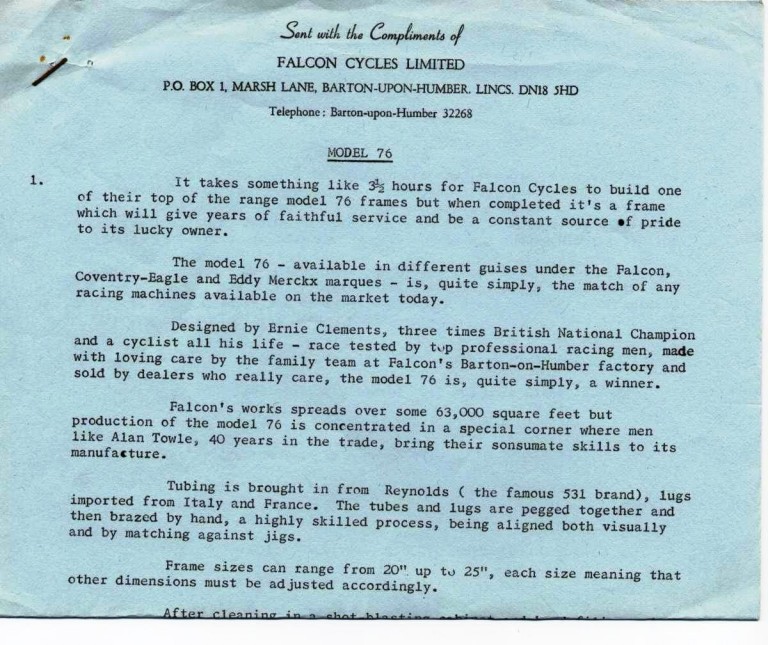 Sent with the Compliments of
FALCON CYCLES LIMITED
P.O. BOX 1, MARSH LANE, BARTON-UPON-HUMBER. LINCS. DN18 5HD
Telephone: Barton-upon-Humber 32268
MODEL 76
1. It takes something like 3½ hours for Falcon Cycles to build one
of their top of the range model 76 frames but when completed it's a frame
which will give years of faithful service and be a constant source of pride
to its lucky owner.
The model 76 - available in different guises under the Falcon,
Coventry-Eagle and Eddy Merckx marques - is, quite simply, the match of any
racing machines available on the market today.
Designed by Ernie Clements, three times British National Champion
and a cyclist all his life - race tested by top professional racing men, made
with loving care by the family team at Falcon's Barton-on-Humber factory and
sold by dealers who really care, the model 76 is, quite simply, a winner.
Falcon's works spreads over some 63,000 square feet but
production of the model 76 is concentrated in a special corner where men
like Alan Towle, 40 years in the trade, bring their sonsumate skills to its
manufacture.
Tubing is brought in from Reynolds ( the famous 531 brand), lugs
imported from Italy and France. The tubes and lugs are pegged together and
then brazed by hand, a highly skilled process, being aligned both visually
and by matching against jigs.
Frame sizes can range from 20" up to 25", each size meaning that
other dimensions must be adjusted accordingly.
After cleaning in a shot blasting